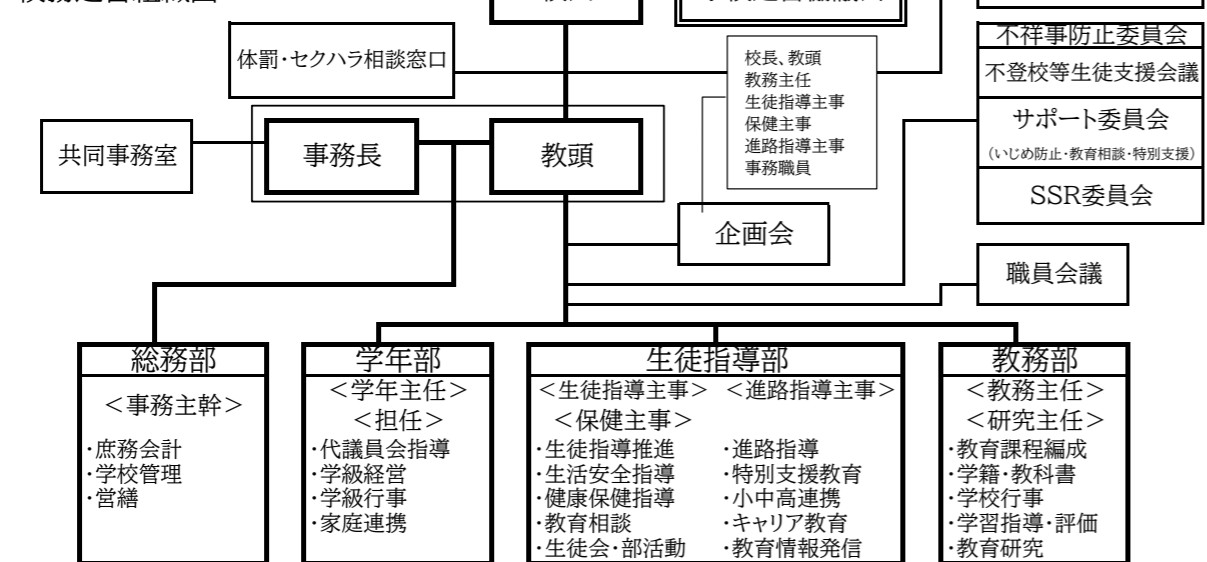 不祥事防止委員会
体罰・セクハラ相談窓口
校長、教頭
教務主任
生徒指導主事
保健主事
進路指導主事
事務職員
不登校等生徒支援会議
サポート委員会
(いじめ防止・教育相談・特別支援)
SSR委員会
共同事務室
事務長
教頭
企画会
職員会議
総務部
<事務主幹>
・庶務会計
・学校管理
・営繕
学年部
<学年主任>
<担任>
・代議員会指導
・学級経営
・学級行事
・家庭連携
生徒指導部
<生徒指導主事> <進路指導主事>
<保健主事>
・生徒指導推進
・生活安全指導
・健康保健指導
・教育相談
・生徒会・部活動
・進路指導
・特別支援教育
・小中高連携
・キャリア教育
・教育情報発信
教務部
<教務主任>
<研究主任>
・教育課程編成
・学籍・教科書
・学校行事
・学習指導・評価
・教育研究